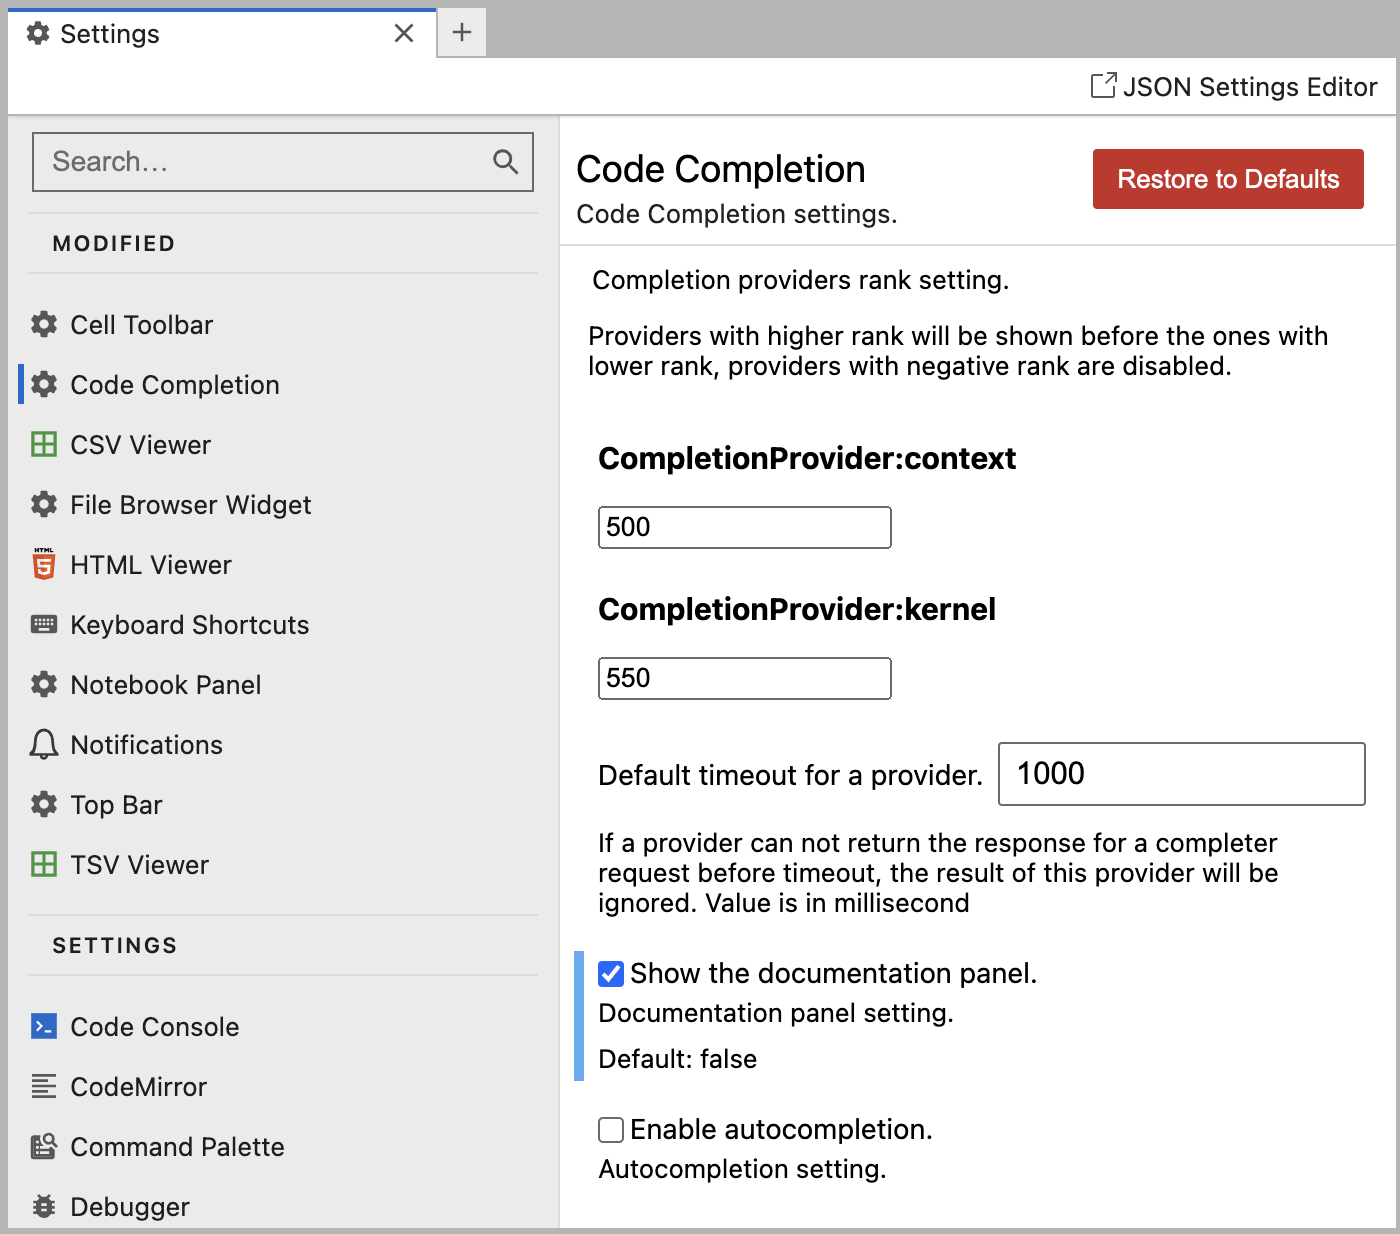 Settings
JSON Settings Editor
Search...
MODIFIED
Cell Toolbar
Code Completion
CSV Viewer
File Browser Widget
HTML
HTML Viewer
Keyboard Shortcuts
Notebook Panel
Notifications
Top Bar
TSV Viewer
SETTINGS
Code Console
CodeMirror
Command Palette
Debugger
Code Completion
Code Completion settings.
Restore to Defaults
Completion providers rank setting.
Providers with higher rank will be shown before the ones with
lower rank, providers with negative rank are disabled.
CompletionProvider:context
500
CompletionProvider:kernel
550
Default timeout for a provider. 1000
If a provider can not return the response for a completer
request before timeout, the result of this provider will be
ignored. Value is in millisecond
Show the documentation panel.
Documentation panel setting.
Default: false
Enable autocompletion.
Autocompletion setting.